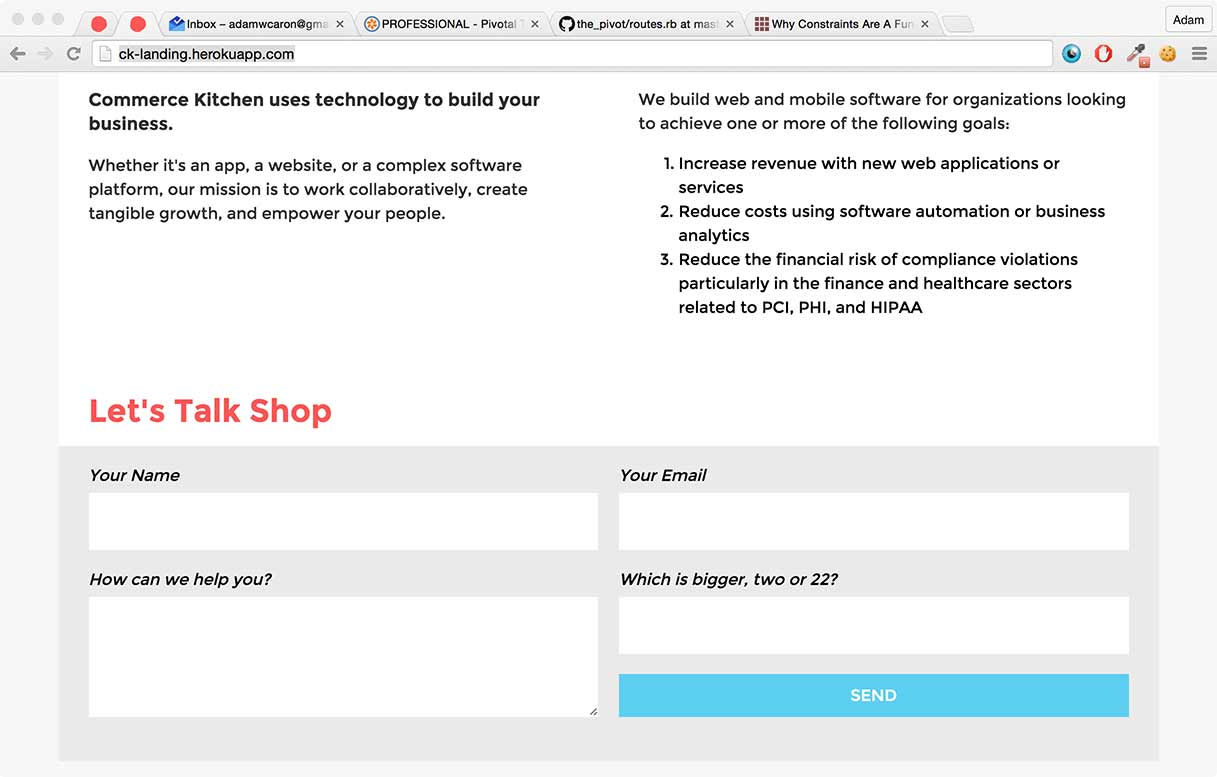 Inbox – adamwcaron@gma
PROFESSIONAL - Pivotal T
the_pivot/routes.rb at mast
Why Constraints Are A Fun
Adam
ck-landing.herokuapp.com
Commerce Kitchen uses technology to build your
business.
Whether it's an app, a website, or a complex software
platform, our mission is to work collaboratively, create
tangible growth, and empower your people.
We build web and mobile software for organizations looking
to achieve one or more of the following goals:
1. Increase revenue with new web applications or
services
2. Reduce costs using software automation or business
analytics
3. Reduce the financial risk of compliance violations
particularly in the finance and healthcare sectors
related to PCI, PHI, and HIPAA
Let's Talk Shop
Your Name
Your Email
How can we help you?
Which is bigger, two or 22?
SEND